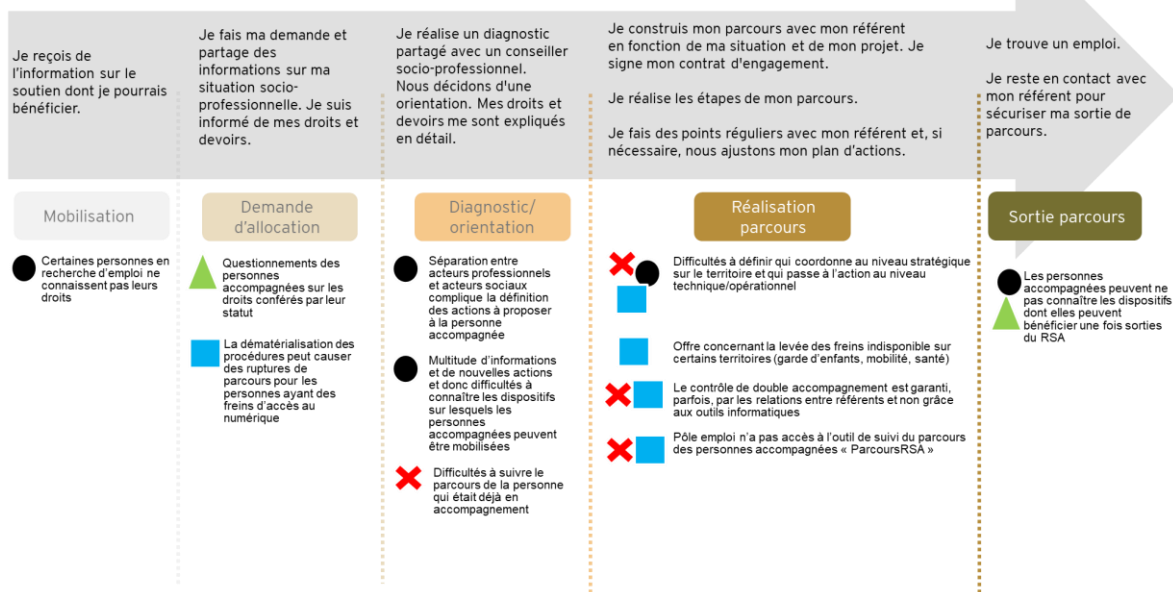 Je reçois de
l'information sur le
soutien dont je pourrais
bénéficier.
Je fais ma demande et
partage des
informations sur ma
situation socio-
professionnelle. Je suis
informé de mes droits et
devoirs.
Je réalise un diagnostic
partagé avec un conseiller
socio-professionnel.
Nous décidons d'une
orientation. Mes droits et
devoirs me sont expliqués
en détail.
Je construis mon parcours avec mon référent
en fonction de ma situation et de mon projet. Je
signe mon contrat d'engagement.
Je réalise les étapes de mon parcours.
Je fais des points réguliers avec mon référent et, si
nécessaire, nous ajustons mon plan d'actions.
Je trouve un emploi.
Je reste en contact avec
mon référent pour
sécuriser ma sortie de
parcours.
Mobilisation
Demande
d'allocation
Diagnostic/
orientation
Réalisation
parcours
Sortie parcours
Certaines personnes en
recherche d'emploi ne
connaissent pas leurs
droits
Questionnements des
personnes
accompagnées sur les
droits conférés par leur
statut
La dématérialisation des
procédures peut causer
des ruptures de
parcours pour les
personnes ayant des
freins d'accès au
numérique
Séparation entre
acteurs professionnels
et acteurs sociaux
complique la définition
des actions à proposer
à la personne
accompagnée
Multitude d'informations
et de nouvelles actions
et donc difficultés à
connaître les dispositifs
sur lesquels les
personnes
accompagnées peuvent
être mobilisées
Difficultés à suivre le
parcours de la personne
qui était déjà en
accompagnement
Difficultés à définir qui coordonne au niveau stratégique
sur le territoire et qui passe à l'action au niveau
technique/opérationnel
Offre concernant la levée des freins indisponible sur
certains territoires (garde d'enfants, mobilité, santé)
Le contrôle de double accompagnement est garanti,
parfois, par les relations entre référents et non grâce
aux outils informatiques
Pôle emploi n'a pas accès à l'outil de suivi du parcours
des personnes accompagnées « ParcoursRSA »
Les personnes
accompagnées peuvent ne
pas connaître les dispositifs
dont elles peuvent
bénéficier une fois sorties
du RSA